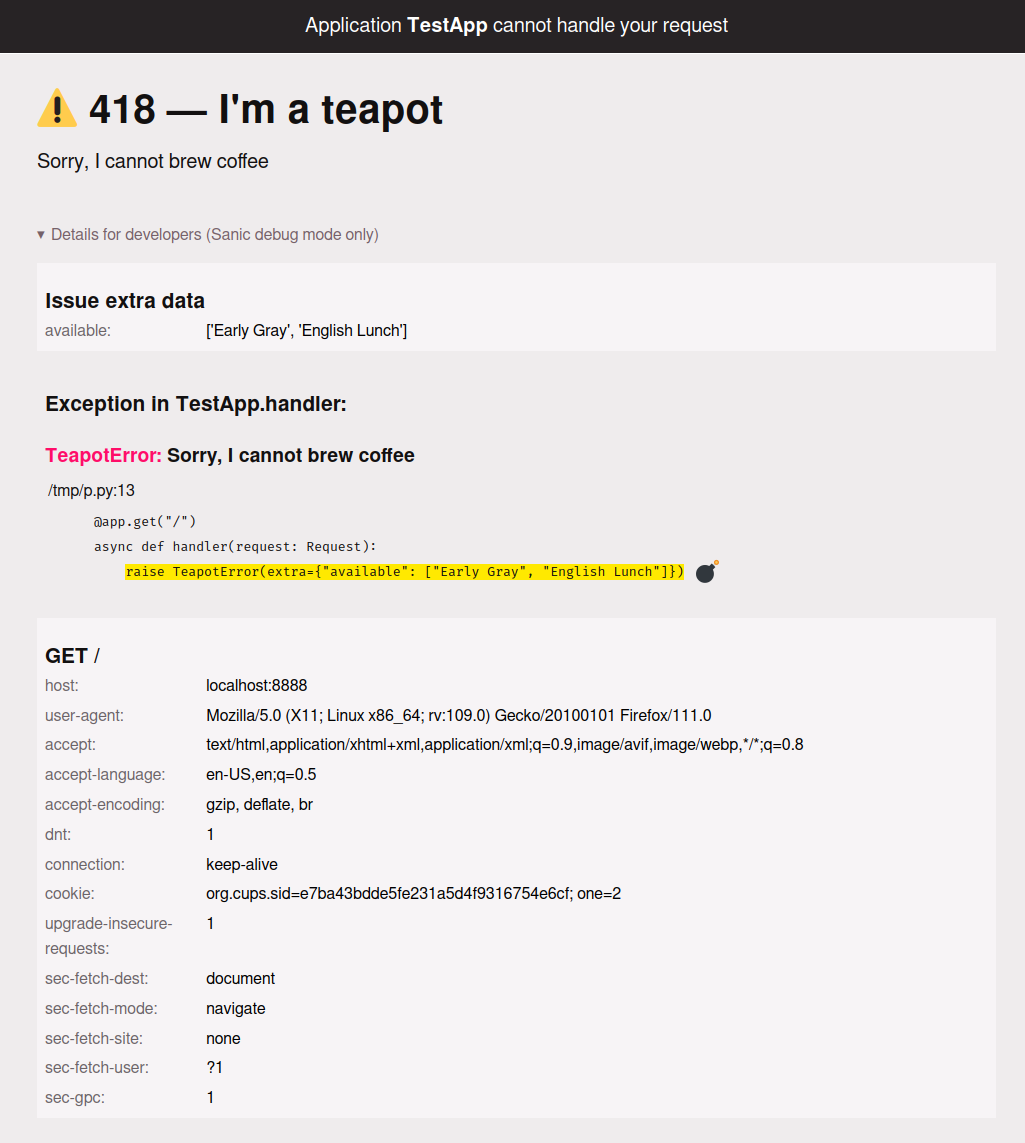 Application TestApp cannot handle your request
⚠️ 418 — I'm a teapot
Sorry, I cannot brew coffee
▼ Details for developers (Sanic debug mode only)
Issue extra data
available: ['Early Gray', 'English Lunch']
Exception in TestApp.handler:
TeapotError: Sorry, I cannot brew coffee
/tmp/p.py:13
@app.get("/")
async def handler(request: Request):
raise TeapotError(extra={"available": ["Early Gray", "English Lunch"]})
GET /
host: localhost:8888
user-agent: Mozilla/5.0 (X11; Linux x86_64; rv:109.0) Gecko/20100101 Firefox/111.0
accept: text/html,application/xhtml+xml,application/xml;q=0.9,image/avif,image/webp,*/*;q=0.8
accept-language: en-US,en;q=0.5
accept-encoding: gzip, deflate, br
dnt: 1
connection: keep-alive
cookie: org.cups.sid=e7ba43bdde5fe231a5d4f9316754e6cf; one=2
upgrade-insecure- 1
requests:
sec-fetch-dest: document
sec-fetch-mode: navigate
sec-fetch-site: none
sec-fetch-user: ?1
sec-gpc: 1